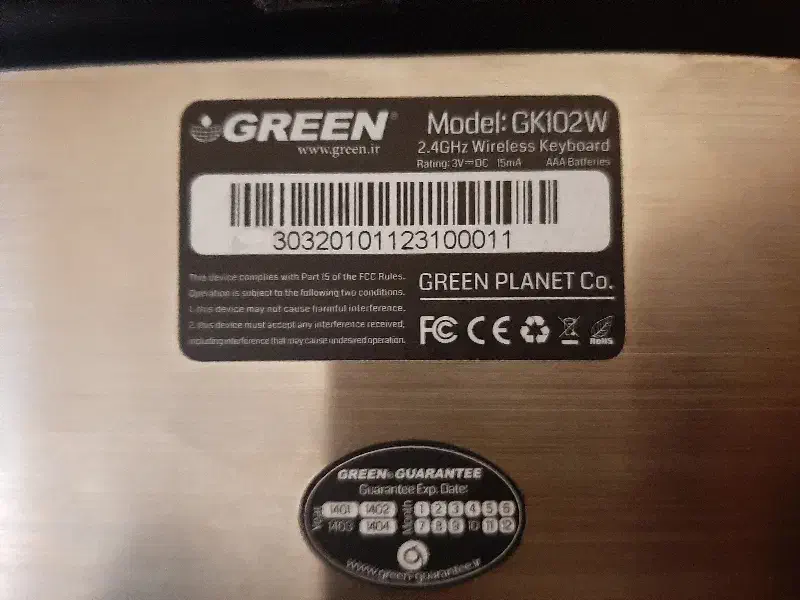 GREEN®
www.green.ir
Model: GK102W
2.4GHz Wireless Keyboard
Rating: 3V⎓DC 15mA AAA Batteries
30320101123100011
This device complies with Part 15 of the FCC Rules.
Operation is subject to the following two conditions.
1. this device may not cause harmful interference.
2. this device must accept any interference received,
including interference that may cause undesired operation.
GREEN PLANET Co.
FC CE RoHS
GREEN® GUARANTEE
Guarantee Exp. Date:
Year 1401 1402 Month 1 2 3 4 5 6
1403 1404 7 8 9 10 11 12
www.green-guarantee.ir